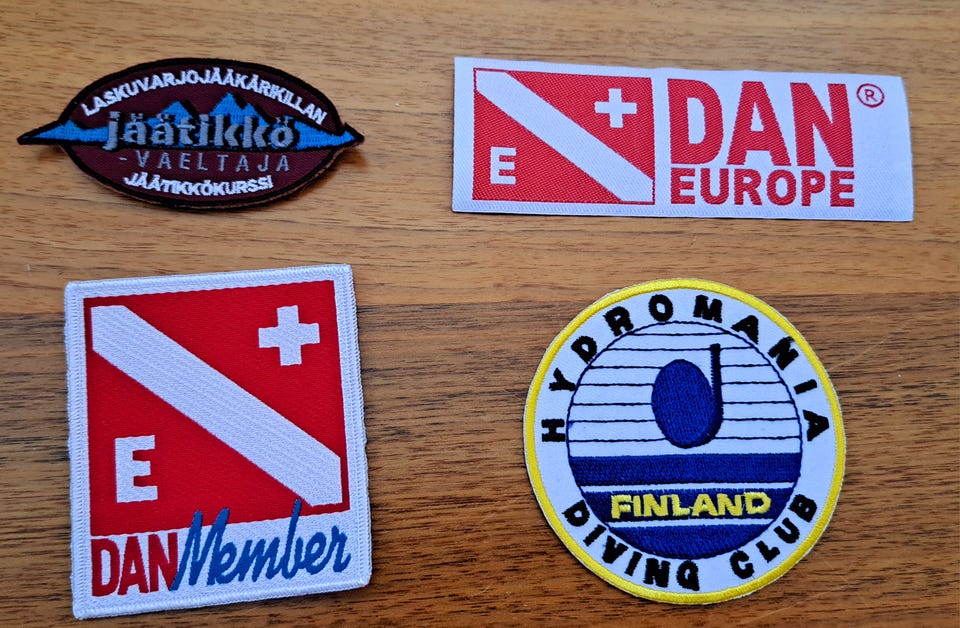 LASKUVARJOJÄÄKÄRIKILLAN
jäätikkö
-VAELTAJA
JÄÄTIKKÖKURSSI
E
DAN®
EUROPE
E
DAN Member
HYDROMANIA
FINLAND
DIVING CLUB